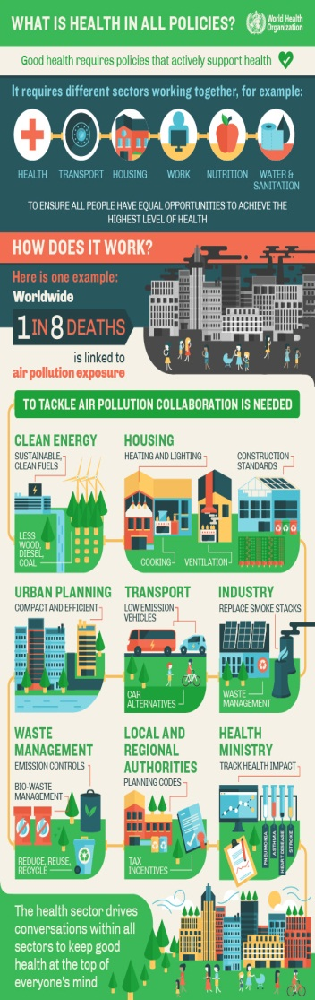 WHAT IS HEALTH IN ALL POLICIES?
World Health
Organization
Good health requires policies that actively support health
It requires different sectors working together, for example:
HEALTH
TRANSPORT
HOUSING
WORK
NUTRITION
WATER &
SANITATION
TO ENSURE ALL PEOPLE HAVE EQUAL OPPORTUNITIES TO ACHIEVE THE
HIGHEST LEVEL OF HEALTH
HOW DOES IT WORK?
Here is one example:
Worldwide
1 IN 8 DEATHS
is linked to
air pollution exposure
TO TACKLE AIR POLLUTION COLLABORATION IS NEEDED
CLEAN ENERGY
SUSTAINABLE,
CLEAN FUELS
LESS
WOOD,
DIESEL,
COAL
HOUSING
HEATING AND LIGHTING
CONSTRUCTION
STANDARDS
COOKING
VENTILATION
URBAN PLANNING
COMPACT AND EFFICIENT
TRANSPORT
LOW EMISSION
VEHICLES
CAR
ALTERNATIVES
INDUSTRY
REPLACE SMOKE STACKS
WASTE
MANAGEMENT
WASTE
MANAGEMENT
EMISSION CONTROLS
BIO-WASTE
MANAGEMENT
REDUCE, REUSE,
RECYCLE
LOCAL AND
REGIONAL
AUTHORITIES
PLANNING CODES
TAX
INCENTIVES
HEALTH
MINISTRY
TRACK HEALTH IMPACT
PNEUMONIA
ASTHMA
HEART DISEASE
STROKE
The health sector drives
conversations within all
sectors to keep good
health at the top of
everyone's mind